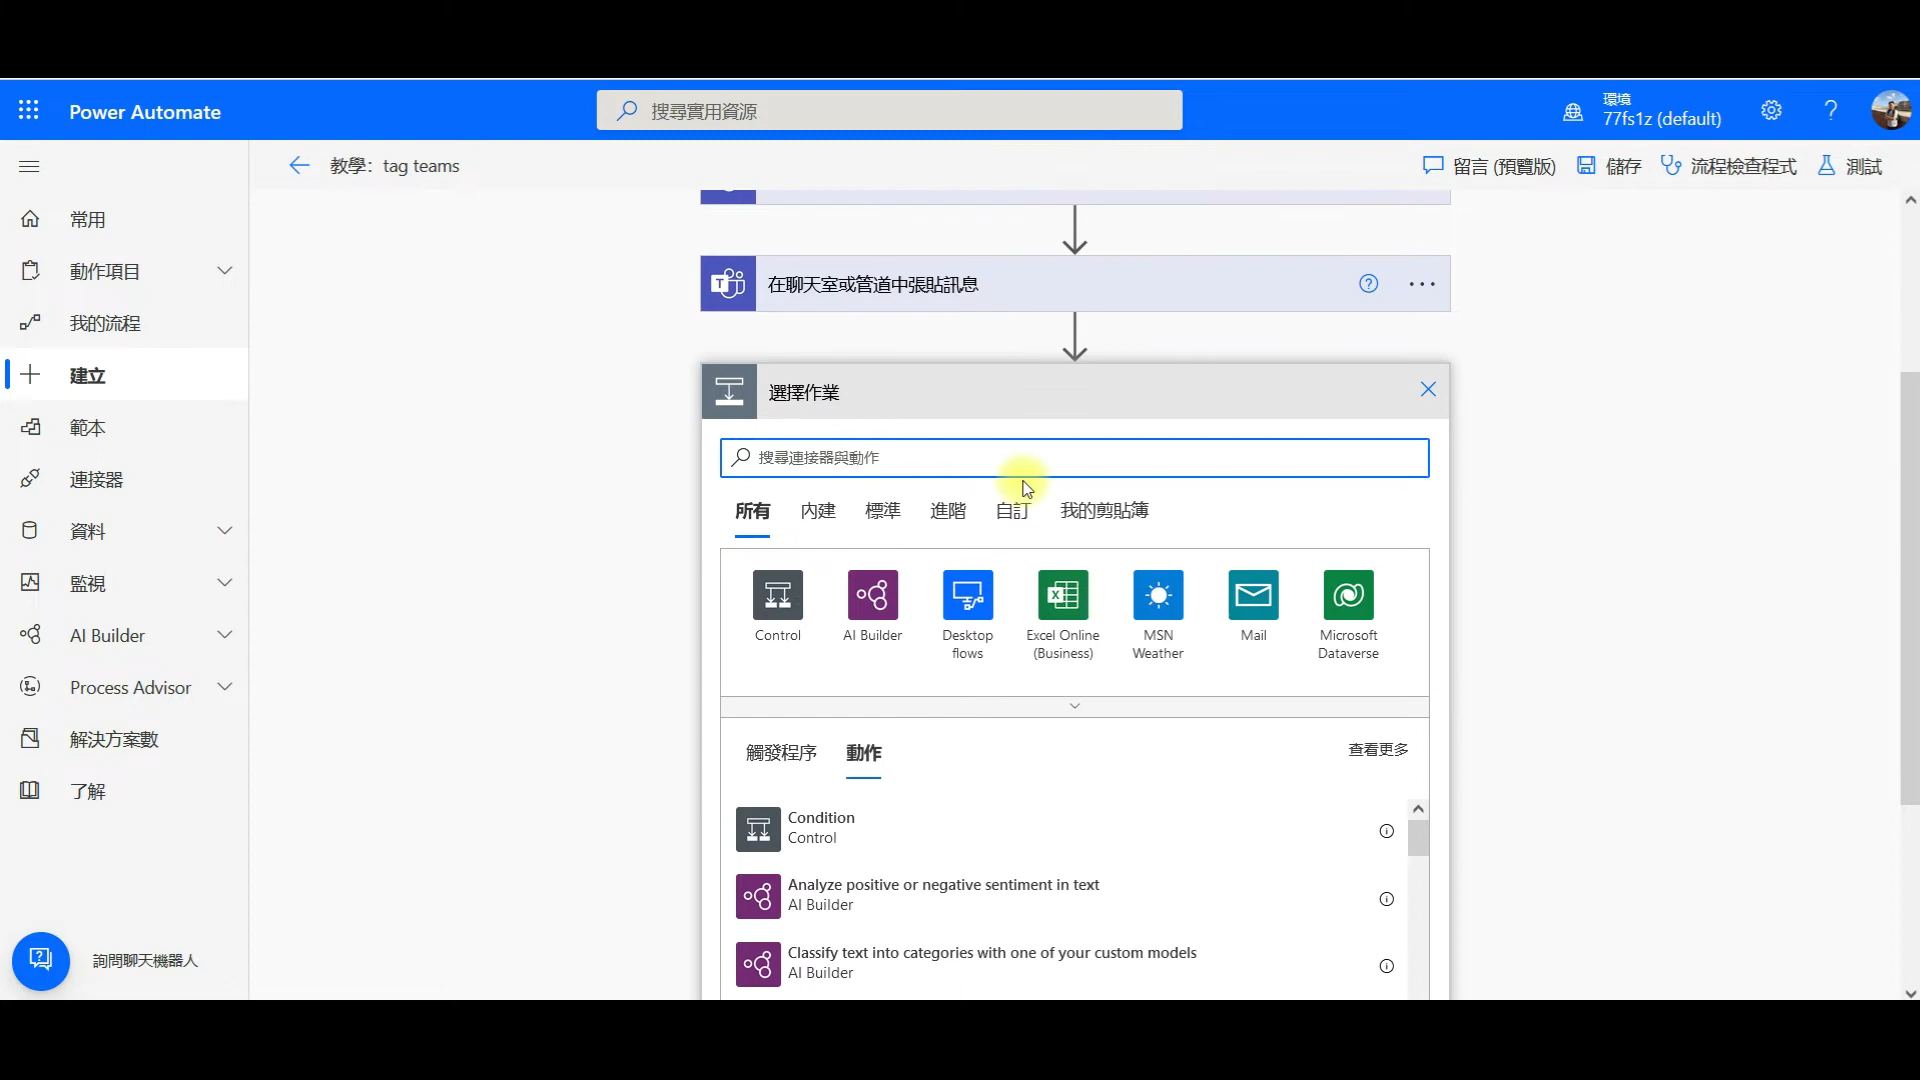 Power Automate
搜尋實用資源
環境
77fs1z (default)
教學：tag teams
留言 (預覽版)
儲存
流程檢查程式
測試
常用
動作項目
我的流程
建立
範本
連接器
資料
監視
AI Builder
Process Advisor
解決方案數
了解
詢問聊天機器人
在聊天室或管道中張貼訊息
選擇作業
搜尋連接器與動作
所有
內建
標準
進階
自訂
我的剪貼簿
Control
AI Builder
Desktop
flows
Excel Online
(Business)
MSN
Weather
Mail
Microsoft
Dataverse
觸發程序
動作
查看更多
Condition
Control
Analyze positive or negative sentiment in text
AI Builder
Classify text into categories with one of your custom models
AI Builder